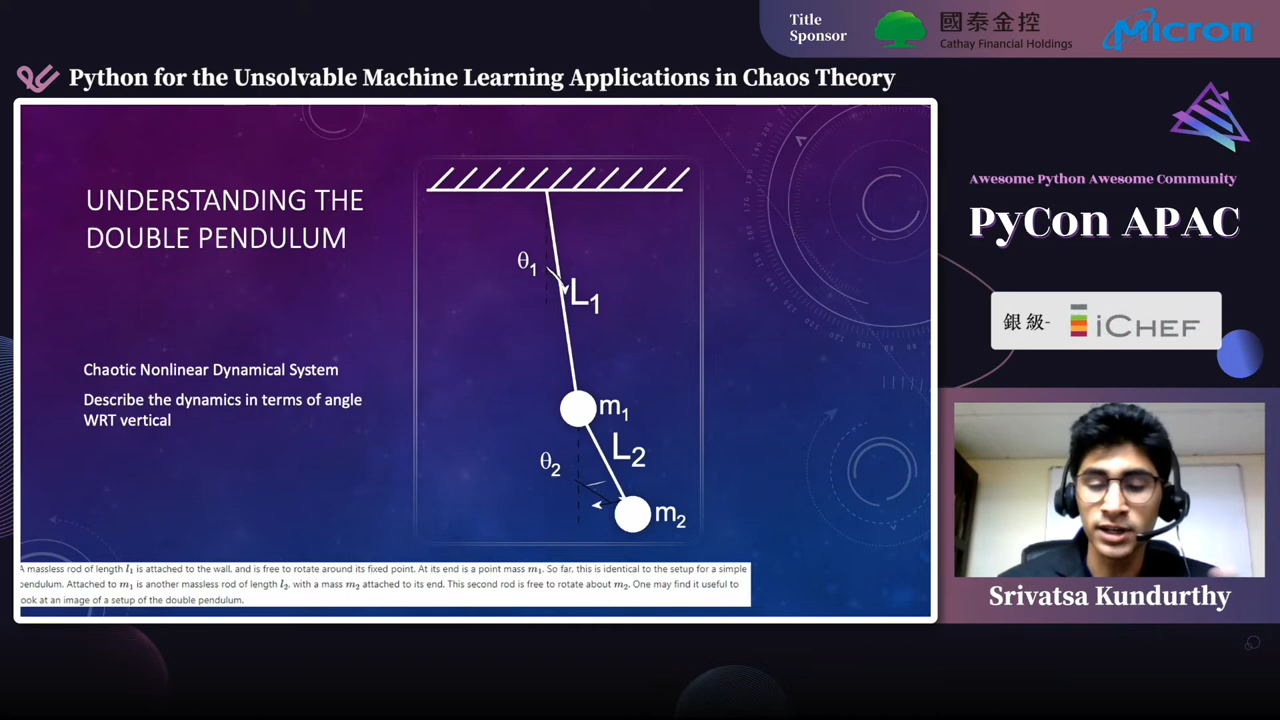 Title
Sponsor
國泰金控
Cathay Financial Holdings
Micron
Python for the Unsolvable Machine Learning Applications in Chaos Theory
UNDERSTANDING THE
DOUBLE PENDULUM
Chaotic Nonlinear Dynamical System
Describe the dynamics in terms of angle
WRT vertical
θ1
L1
m1
L2
θ2
m2
A massless rod of length l1 is attached to the wall, and is free to rotate around its fixed point. At its end is a point mass m1. So far, this is identical to the setup for a simple
pendulum. Attached to m1 is another massless rod of length l2, with a mass m2 attached to its end. This second rod is free to rotate about m2. One may find it useful to
ook at an image of a setup of the double pendulum.
Awesome Python Awesome Community
PyCon APAC
銀級-
iCHEF
Srivatsa Kundurthy